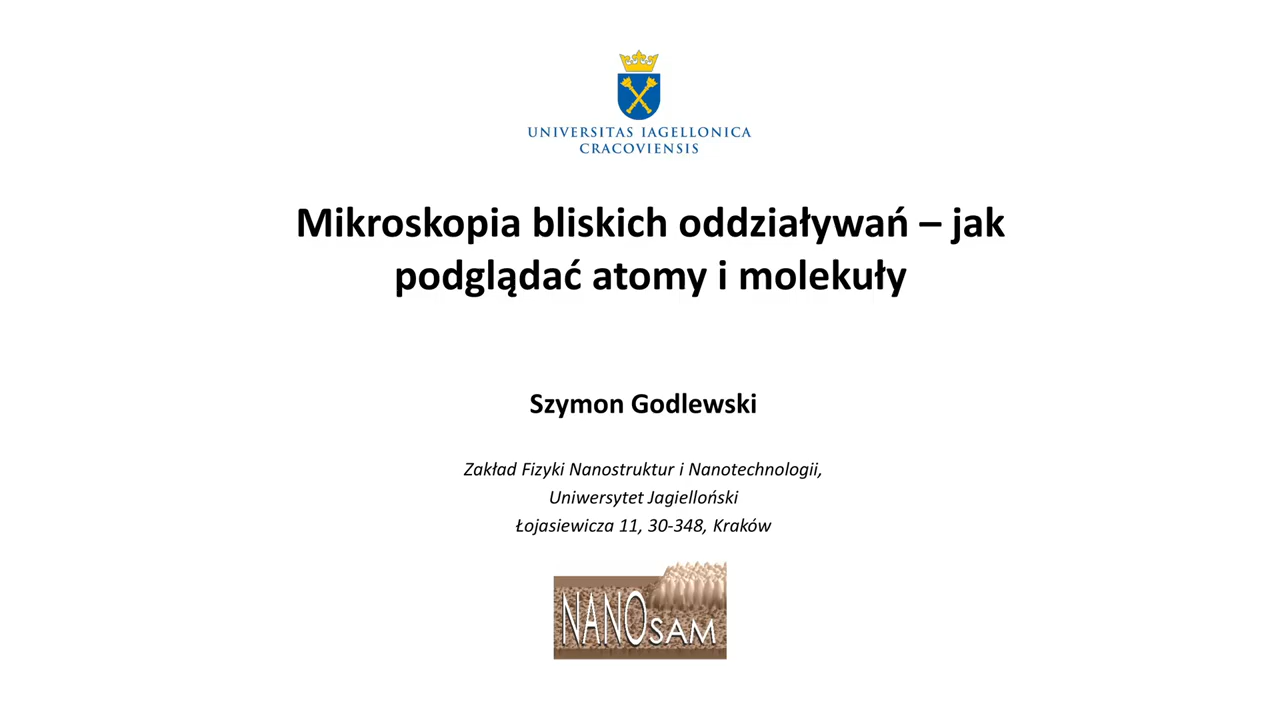 UNIVERSITAS IAGELLONICA
CRACOVIENSIS
Mikroskopia bliskich oddziaływań – jak
podglądać atomy i molekuły
Szymon Godlewski
Zakład Fizyki Nanostruktur i Nanotechnologii,
Uniwersytet Jagielloński
Łojasiewicza 11, 30-348, Kraków
NANOSAM